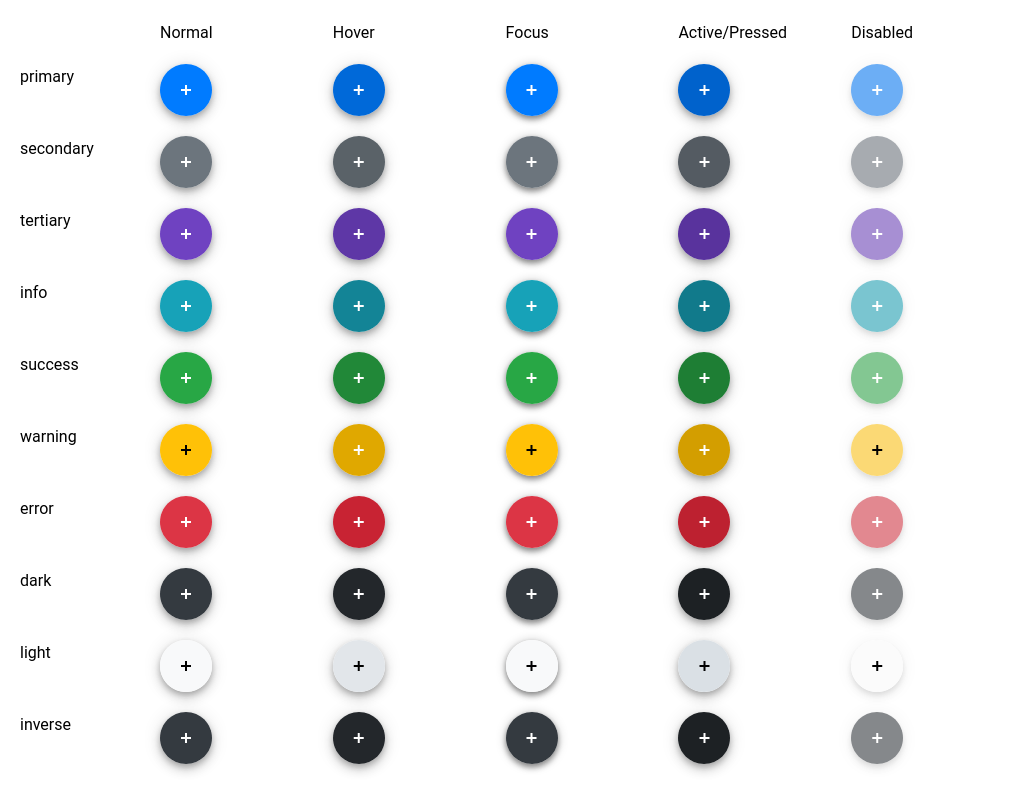 Normal Hover Focus Active/Pressed Disabled
primary + + + + +
secondary + + + + +
tertiary + + + + +
info + + + + +
success + + + + +
warning + + + + +
error + + + + +
dark + + + + +
light + + + + +
inverse + + + + +